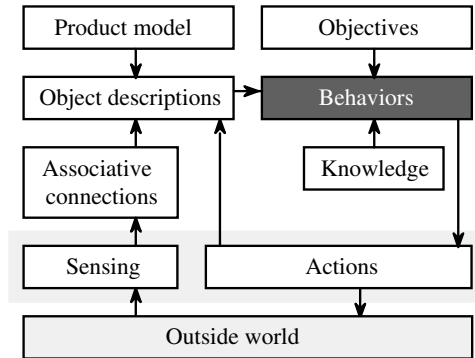 Product model
Objectives
Object descriptions
Behaviors
Associative
connections
Knowledge
Sensing
Actions
Outside world